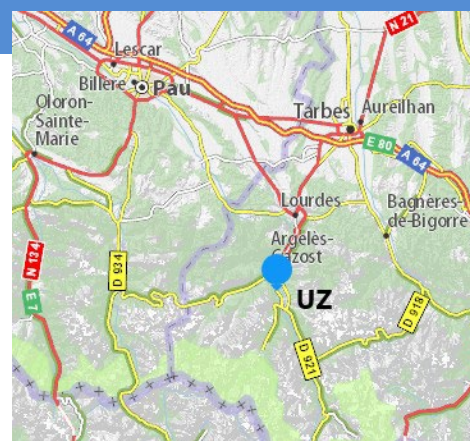 N 21
A 64
Lescar
Billere
Pau
Tarbes
Aureilhan
Oloron-
Sainte-
Marie
E 80
A 64
Lourdes
Bagnères-
de-Bigorre
Argelès-
Gazost
N 134
D 934
E 7
UZ
D 918
D 921